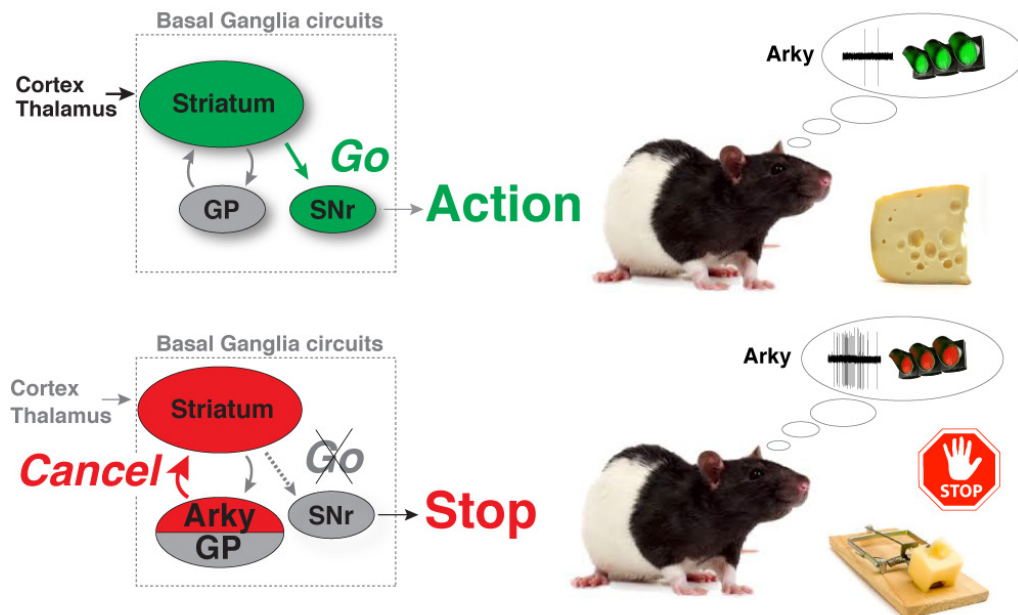 Basal Ganglia circuits
Cortex
Thalamus
Striatum
Go
GP
SNr
Action
Arky
Basal Ganglia circuits
Cortex
Thalamus
Striatum
Go
Cancel
Arky
GP
SNr
Stop
Arky
STOP